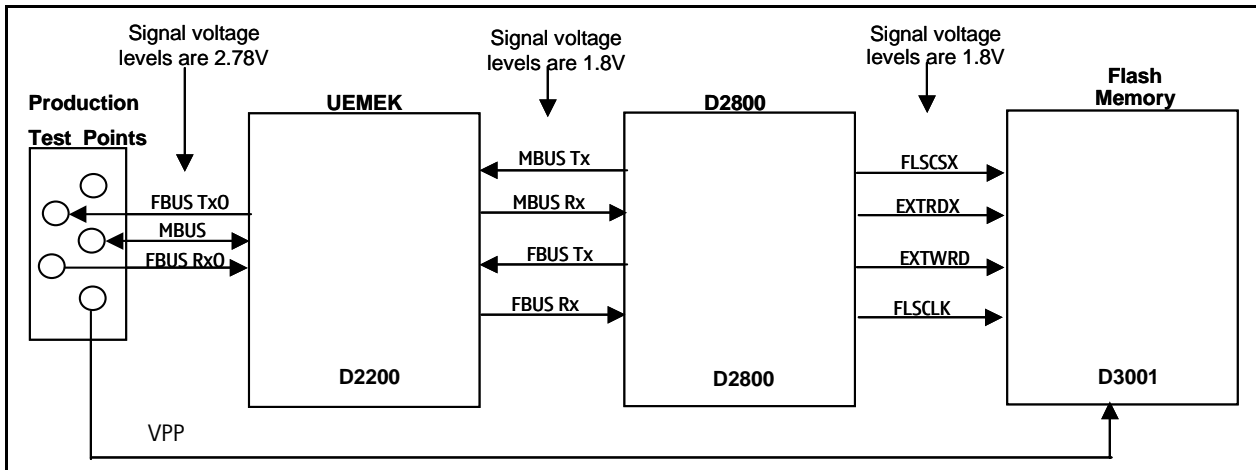 Signal voltage
levels are 2.78V
Signal voltage
levels are 1.8V
Signal voltage
levels are 1.8V
Production
Test Points
UEMEK
D2800
Flash
Memory
FBUS TxO
MBUS
FBUS RxO
MBUS Tx
MBUS Rx
FBUS Tx
FBUS Rx
FLSCSX
EXTRDX
EXTWRD
FLSCLK
D2200
D2800
D3001
VPP